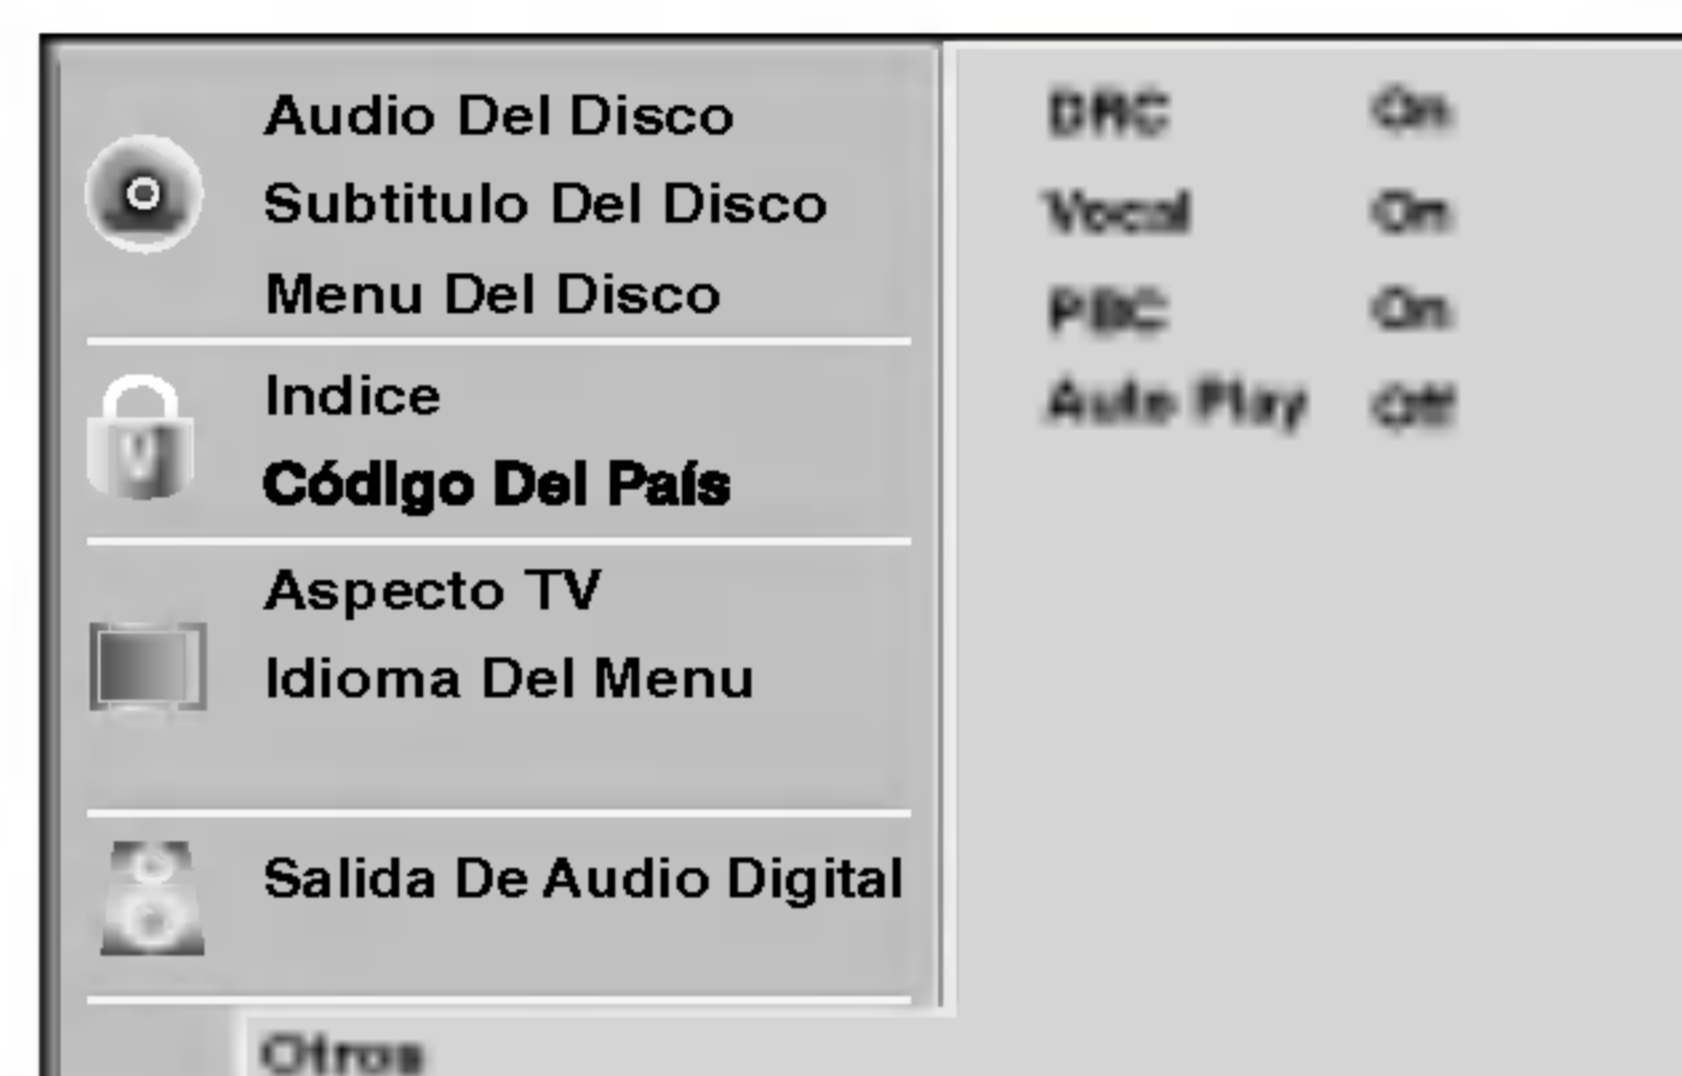 Audio Del Disco
Subtitulo Del Disco
Menu Del Disco
Indice
Código Del País
Aspecto TV
Idioma Del Menu
Salida De Audio Digital
Otros
DRC On
Vocal On
PBC On
Auto Play Off